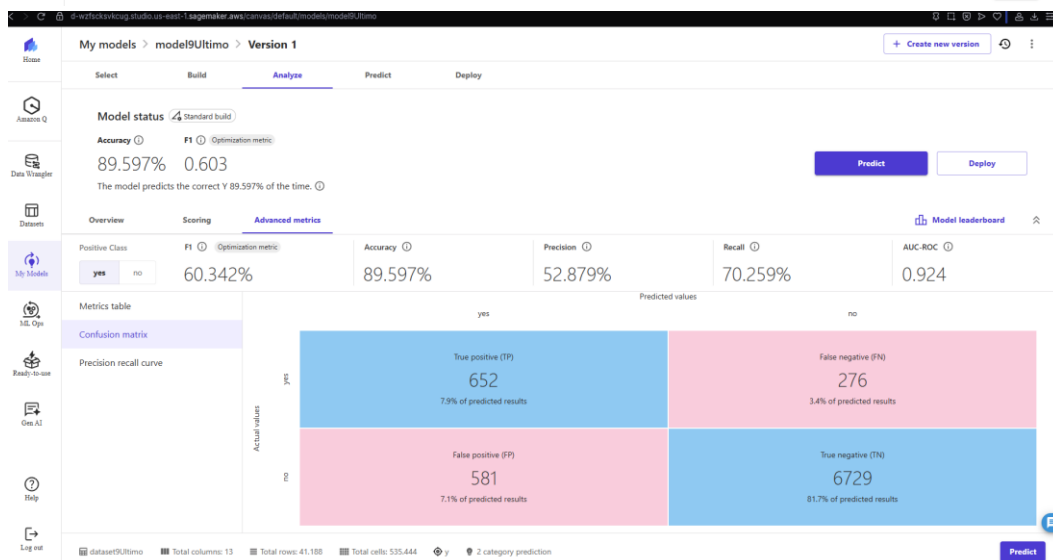 d-wzfscksvkcug.studio.us-east-1.sagemaker.aws/canvas/default/models/model9Ultimo
Home
Amazon Q
Data Wrangler
Datasets
My Models
ML Ops
Ready-to-use
Gen AI
Help
Log out
My models > model9Ultimo > Version 1
+ Create new version
Select Build Analyze Predict Deploy
Model status Standard build
Accuracy F1 Optimization metric
89.597% 0.603
The model predicts the correct Y 89.597% of the time.
Predict Deploy
Overview Scoring Advanced metrics
Model leaderboard
Positive Class F1 Optimization metric Accuracy Precision Recall AUC-ROC
yes no 60.342% 89.597% 52.879% 70.259% 0.924
Metrics table
Confusion matrix
Precision recall curve
Predicted values
yes no
Actual values
yes
True positive (TP)
652
7.9% of predicted results
False negative (FN)
276
3.4% of predicted results
no
False positive (FP)
581
7.1% of predicted results
True negative (TN)
6729
81.7% of predicted results
dataset9Ultimo Total columns: 13 Total rows: 41.188 Total cells: 535.444 y 2 category prediction
Predict